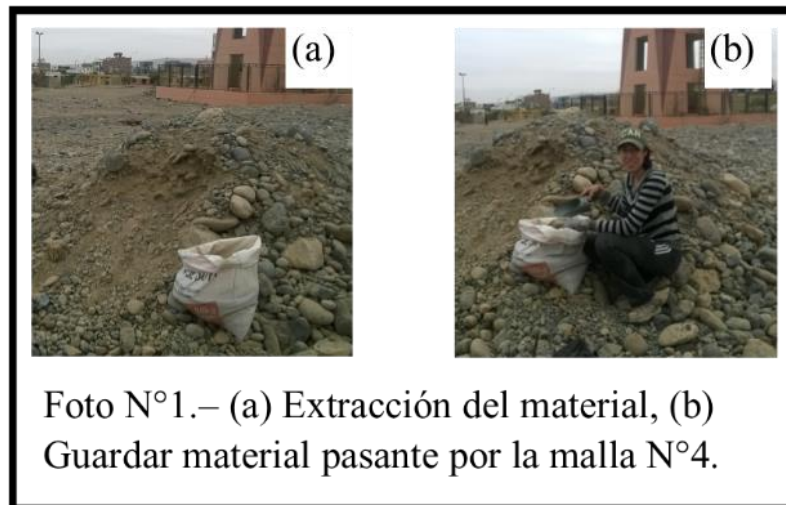 (a)
(b)
Foto N°1.– (a) Extracción del material, (b)
Guardar material pasante por la malla N°4.